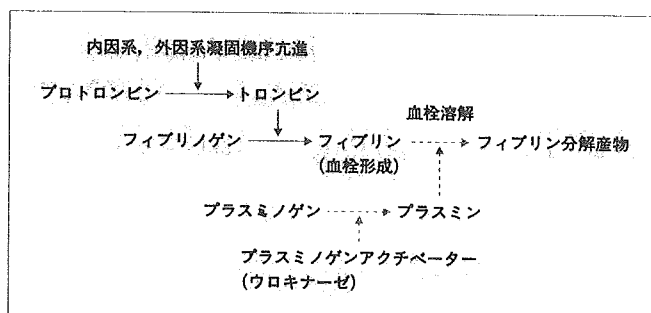 内因系，外因系凝固機序亢進
プロトロンビン　トロンビン
血栓溶解
フィブリノゲン　フィブリン　フィブリン分解産物
(血栓形成)
プラスミノゲン　プラスミン
プラスミノゲンアクチベーター
(ウロキナーゼ)